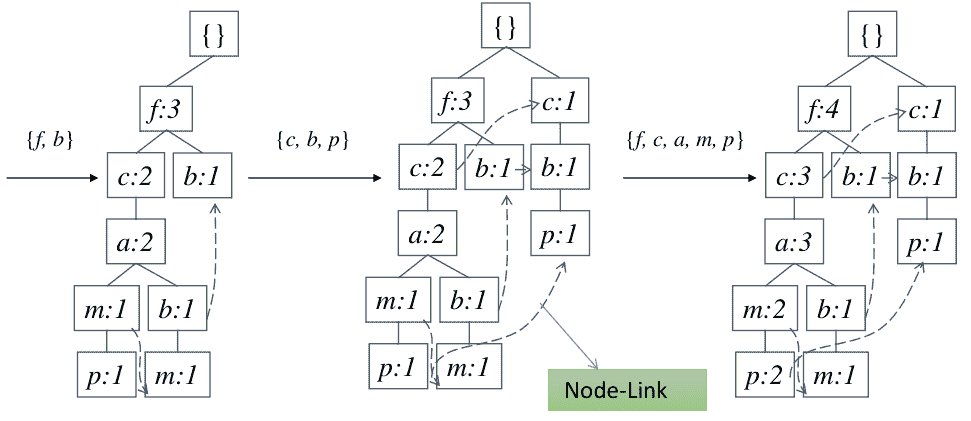 {}
{}
{}
f:3
f:3
c:1
f:4
c:1
{f, b}
{c, b, p}
{f, c, a, m, p}
c:2
b:1
c:2
b:1
b:1
c:3
b:1
b:1
a:2
a:2
p:1
a:3
p:1
m:1
b:1
m:1
b:1
m:2
b:1
p:1
m:1
p:1
m:1
p:2
m:1
Node-Link